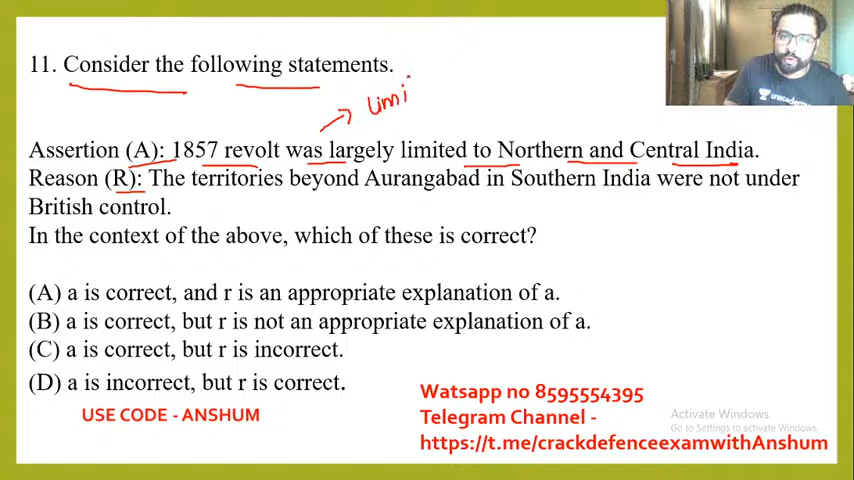 11. Consider the following statements.
limi
Assertion (A): 1857 revolt was largely limited to Northern and Central India.
Reason (R): The territories beyond Aurangabad in Southern India were not under
British control.
In the context of the above, which of these is correct?
(A) a is correct, and r is an appropriate explanation of a.
(B) a is correct, but r is not an appropriate explanation of a.
(C) a is correct, but r is incorrect.
(D) a is incorrect, but r is correct.
USE CODE - ANSHUM
Watsapp no 8595554395
Telegram Channel -
https://t.me/crackdefenceexamwithAnshum
Activate Windows
Go to Settings to activate Windows.